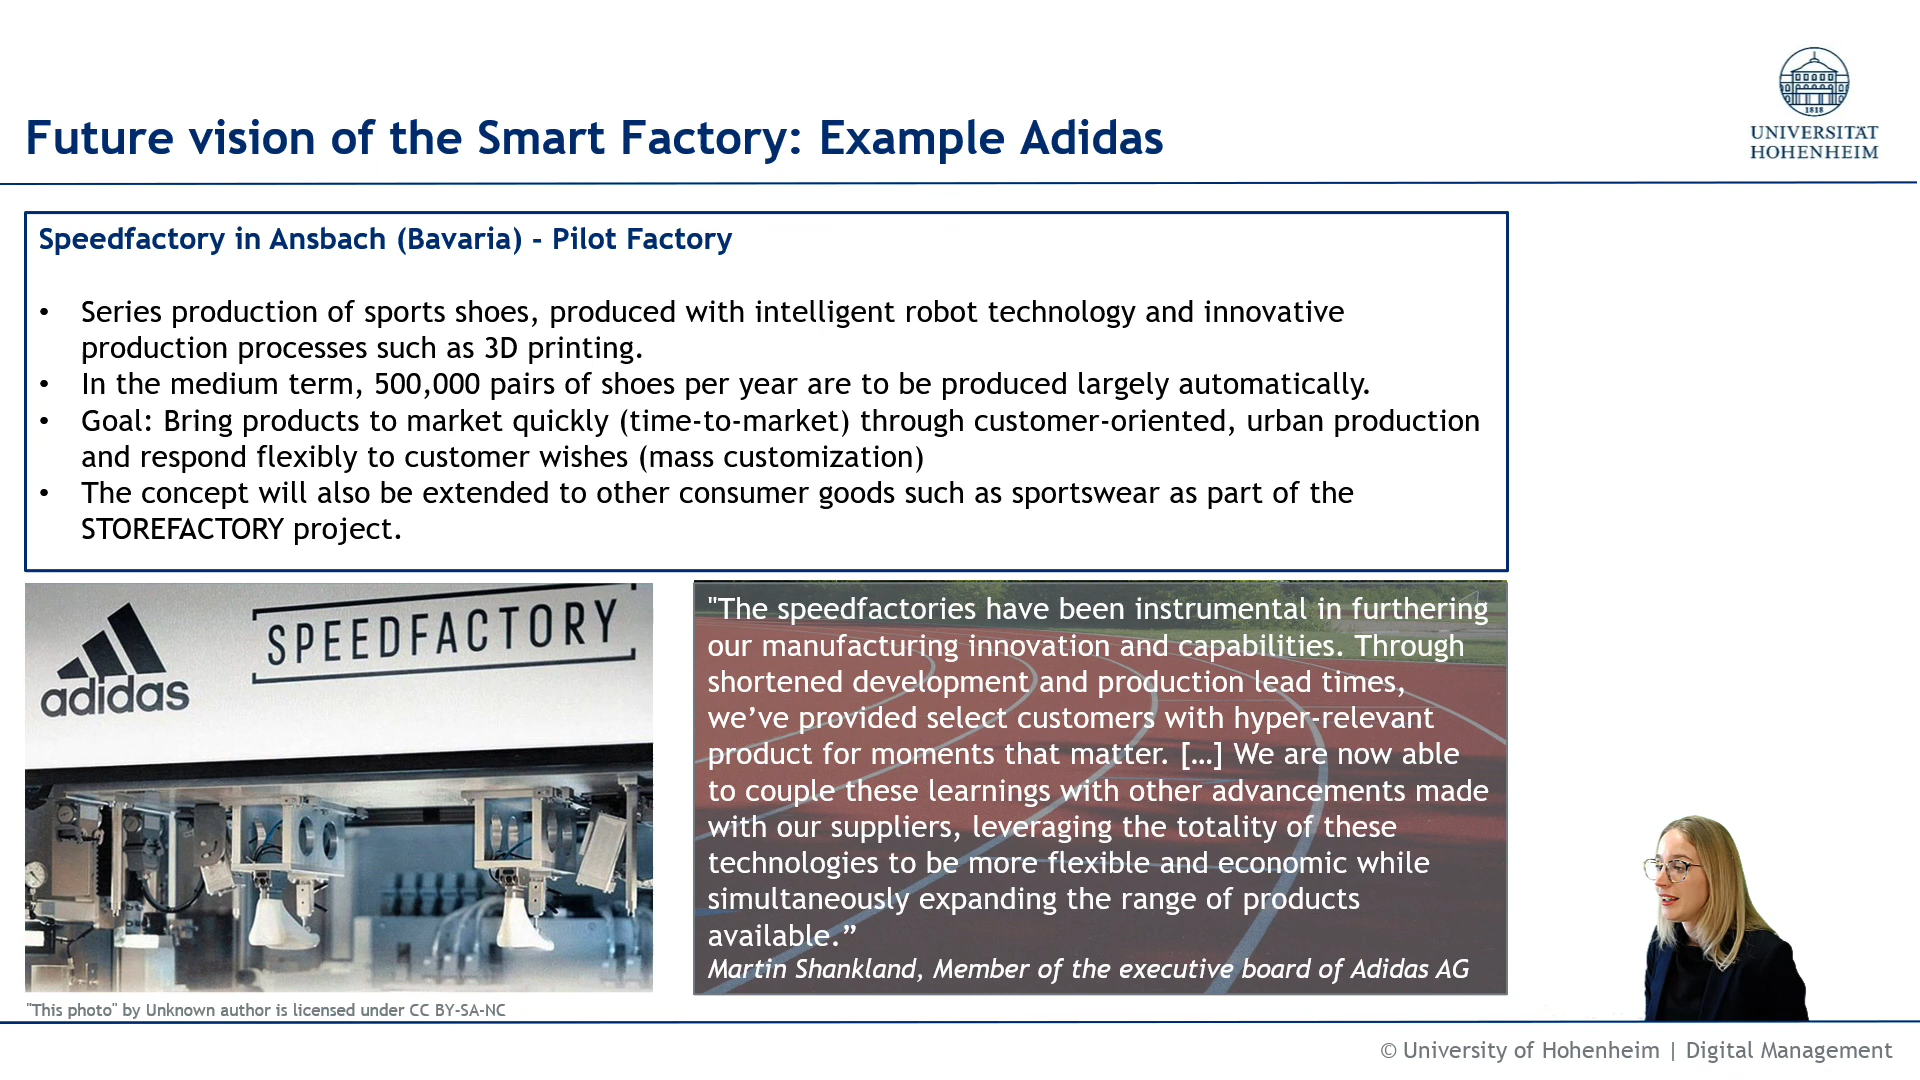 Future vision of the Smart Factory: Example Adidas
1818
UNIVERSITÄT
HOHENHEIM
Speedfactory in Ansbach (Bavaria) - Pilot Factory
• Series production of sports shoes, produced with intelligent robot technology and innovative
production processes such as 3D printing.
• In the medium term, 500,000 pairs of shoes per year are to be produced largely automatically.
• Goal: Bring products to market quickly (time-to-market) through customer-oriented, urban production
and respond flexibly to customer wishes (mass customization)
• The concept will also be extended to other consumer goods such as sportswear as part of the
STOREFACTORY project.
adidas
SPEEDFACTORY
"The speedfactories have been instrumental in furthering
our manufacturing innovation and capabilities. Through
shortened development and production lead times,
we’ve provided select customers with hyper-relevant
product for moments that matter. […] We are now able
to couple these learnings with other advancements made
with our suppliers, leveraging the totality of these
technologies to be more flexible and economic while
simultaneously expanding the range of products
available.”
Martin Shankland, Member of the executive board of Adidas AG
"This photo" by Unknown author is licensed under CC BY-SA-NC
© University of Hohenheim | Digital Management